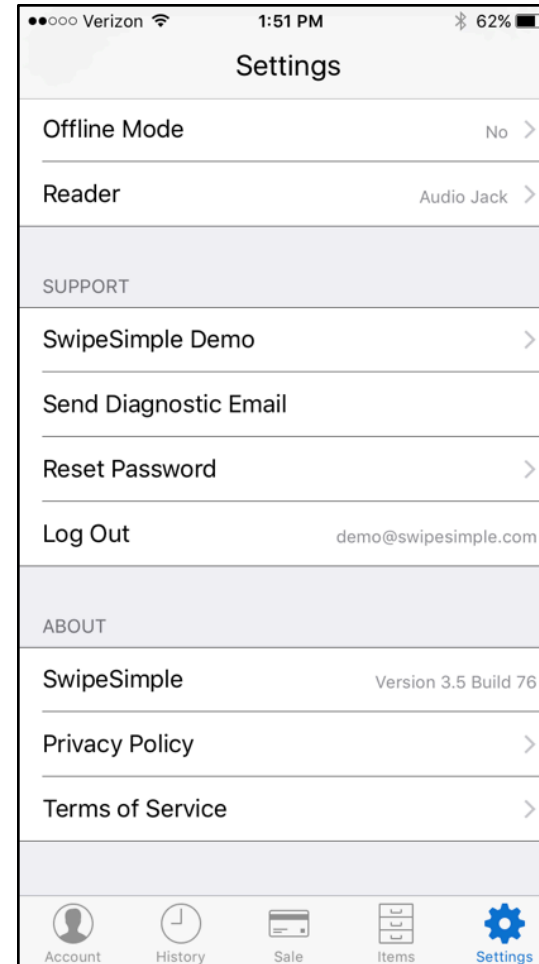 Verizon 1:51 PM 62%
Settings
Offline Mode No
Reader Audio Jack
SUPPORT
SwipeSimple Demo
Send Diagnostic Email
Reset Password
Log Out demo@swipesimple.com
ABOUT
SwipeSimple Version 3.5 Build 76
Privacy Policy
Terms of Service
Account History Sale Items Settings